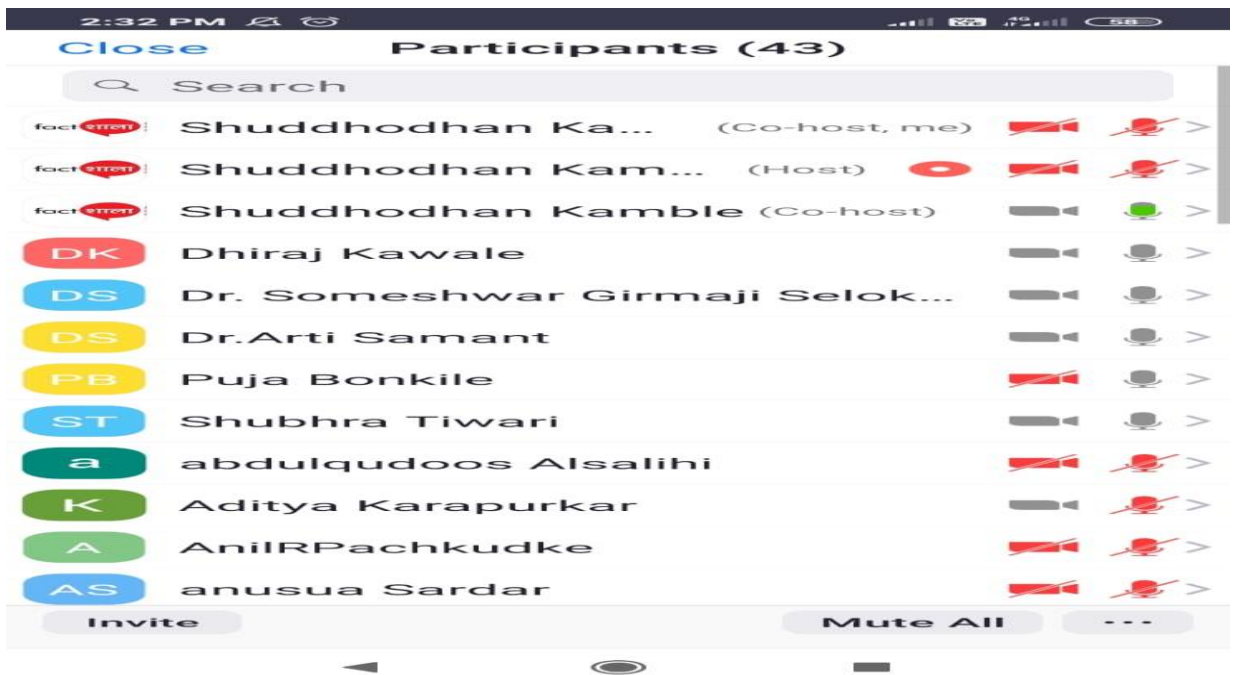 2:32 PM 4G 58
Close Participants (43)
Search
fact शाला Shuddhodhan Ka... (Co-host, me)
fact शाला Shuddhodhan Kam... (Host)
fact शाला Shuddhodhan Kamble (Co-host)
DK Dhiraj Kawale
DS Dr. Someshwar Girmaji Selok...
DS Dr.Arti Samant
PB Puja Bonkile
ST Shubhra Tiwari
a abdulqudoos Alsalihi
K Aditya Karapurkar
A AnilRPachkudke
AS anusua Sardar
Invite Mute All ...